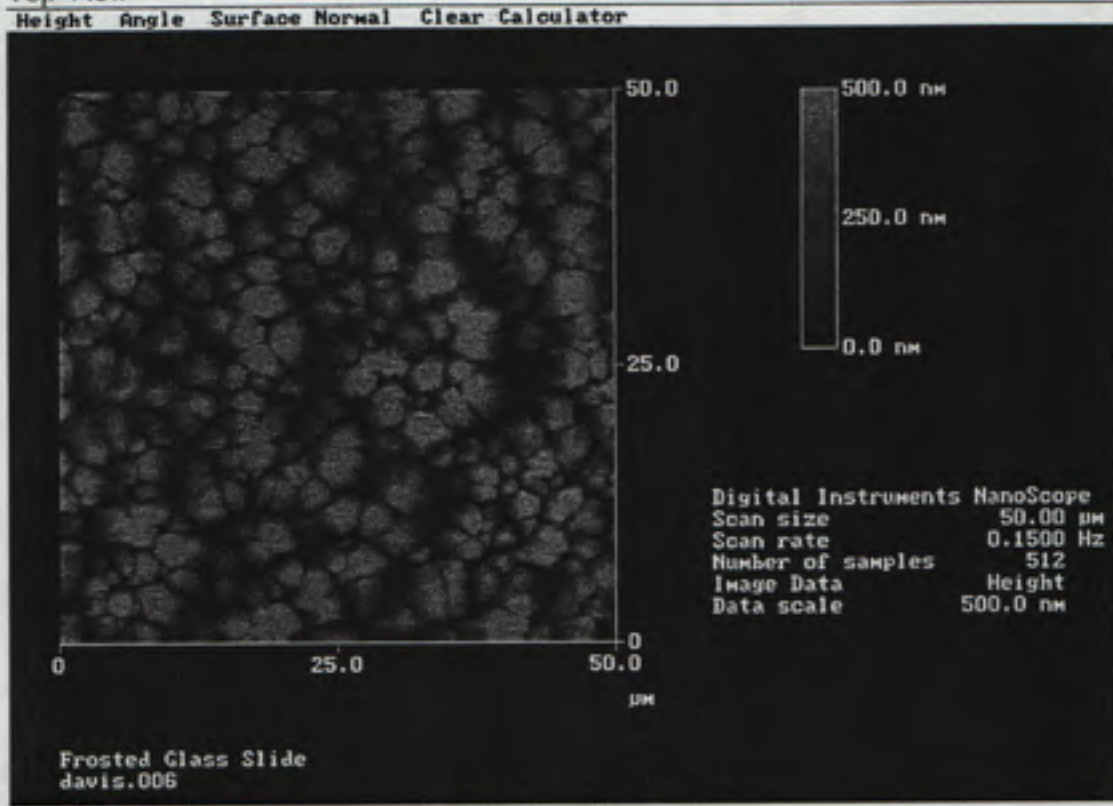 Height Angle Surface Normal Clear Calculator
50.0
25.0
0
0 25.0 50.0
µm
500.0 nm
250.0 nm
0.0 nm
Digital Instruments NanoScope
Scan size 50.00 µm
Scan rate 0.1500 Hz
Number of samples 512
Image Data Height
Data scale 500.0 nm
Frosted Glass Slide
davis.006